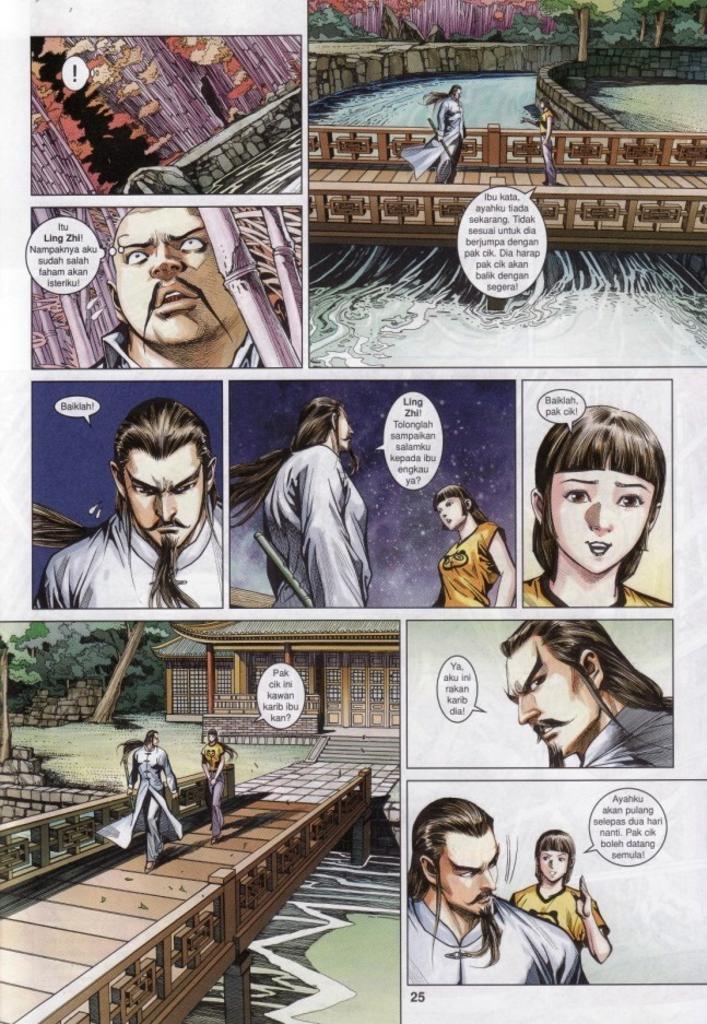 !
Itu
Ling Zhi!
Nampaknya aku
sudah salah
faham akan
isteriku!
Ibu kata,
ayahku tiada
sekarang. Tidak
sesuai untuk dia
berjumpa dengan
pak cik. Dia harap
pak cik akan
balik dengan
segera!
Baiklah!
Ling
Zhi!
Tolonglah
sampaikan
salamku
kepada ibu
engkau
ya?
Baiklah,
pak cik!
Pak
cik ini
kawan
karib ibu
kan?
Ya,
aku ini
rakan
karib
dia!
Ayahku
akan pulang
selepas dua hari
nanti. Pak cik
boleh datang
semula!
25